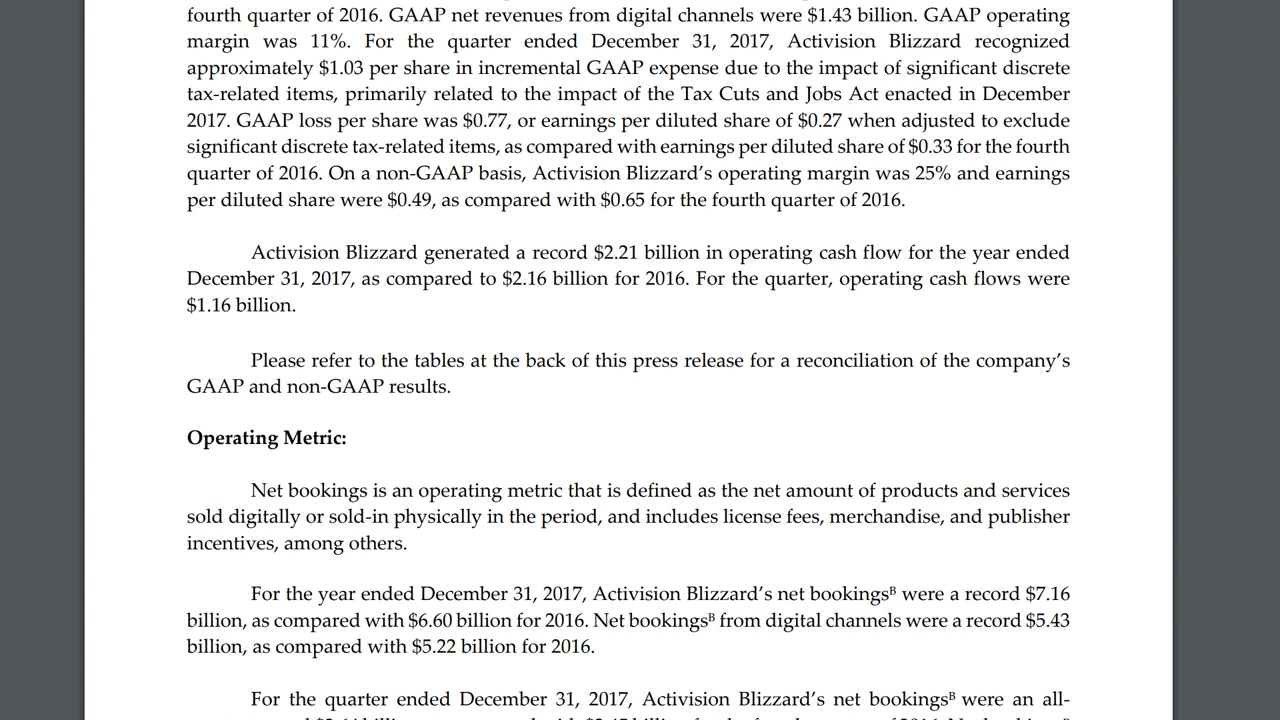 fourth quarter of 2016. GAAP net revenues from digital channels were $1.43 billion. GAAP operating
margin was 11%. For the quarter ended December 31, 2017, Activision Blizzard recognized
approximately $1.03 per share in incremental GAAP expense due to the impact of significant discrete
tax-related items, primarily related to the impact of the Tax Cuts and Jobs Act enacted in December
2017. GAAP loss per share was $0.77, or earnings per diluted share of $0.27 when adjusted to exclude
significant discrete tax-related items, as compared with earnings per diluted share of $0.33 for the fourth
quarter of 2016. On a non-GAAP basis, Activision Blizzard’s operating margin was 25% and earnings
per diluted share were $0.49, as compared with $0.65 for the fourth quarter of 2016.
Activision Blizzard generated a record $2.21 billion in operating cash flow for the year ended
December 31, 2017, as compared to $2.16 billion for 2016. For the quarter, operating cash flows were
$1.16 billion.
Please refer to the tables at the back of this press release for a reconciliation of the company’s
GAAP and non-GAAP results.
Operating Metric:
Net bookings is an operating metric that is defined as the net amount of products and services
sold digitally or sold-in physically in the period, and includes license fees, merchandise, and publisher
incentives, among others.
For the year ended December 31, 2017, Activision Blizzard’s net bookingsᴮ were a record $7.16
billion, as compared with $6.60 billion for 2016. Net bookingsᴮ from digital channels were a record $5.43
billion, as compared with $5.22 billion for 2016.
For the quarter ended December 31, 2017, Activision Blizzard’s net bookingsᴮ were an all-